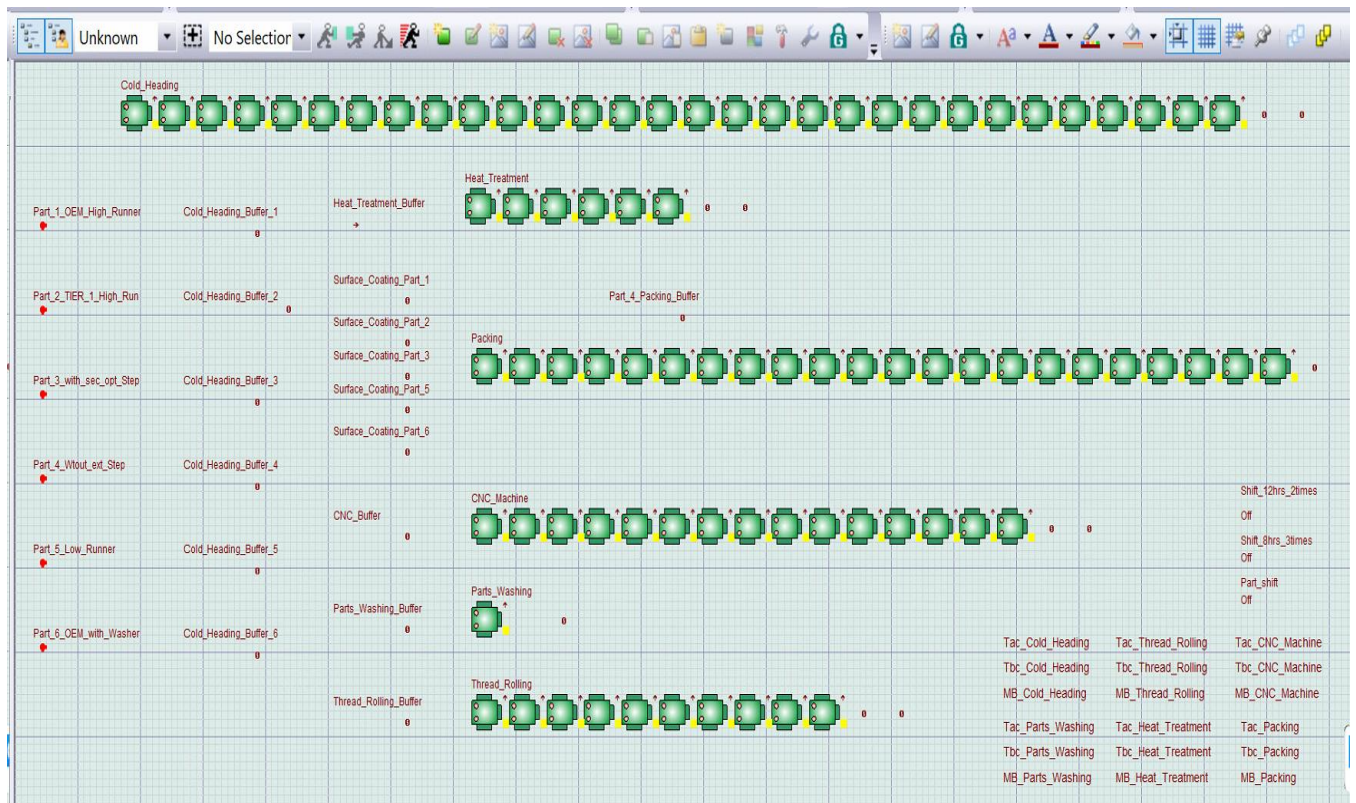 Unknown No Selection
Cold_Heading
0 0
Heat_Treatment
Part_1_OEM_High_Runner Cold_Heading_Buffer_1 Heat_Treatment_Buffer
0 0
0
Surface_Coating_Part_1
0
Part_2_TIER_1_High_Run Cold_Heading_Buffer_2 Part_4_Packing_Buffer
0
Surface_Coating_Part_2
0
0
Packing
Surface_Coating_Part_3
0
0
Part_3_with_sec_opt_Step Cold_Heading_Buffer_3
Surface_Coating_Part_5
0
0
Surface_Coating_Part_6
0
Part_4_Wtout_ext_Step Cold_Heading_Buffer_4
0
Shift_12hrs_2times
Off
CNC_Machine
CNC_Buffer
0
0 0
Shift_8hrs_3times
Off
Part_5_Low_Runner Cold_Heading_Buffer_5
0
Part_shift
Off
Parts_Washing
Parts_Washing_Buffer
0
0
Part_6_OEM_with_Washer Cold_Heading_Buffer_6
0
Tac_Cold_Heading Tac_Thread_Rolling Tac_CNC_Machine
Tbc_Cold_Heading Tbc_Thread_Rolling Tbc_CNC_Machine
MB_Cold_Heading MB_Thread_Rolling MB_CNC_Machine
Thread_Rolling
Thread_Rolling_Buffer
0
0 0
Tac_Parts_Washing Tac_Heat_Treatment Tac_Packing
Tbc_Parts_Washing Tbc_Heat_Treatment Tbc_Packing
MB_Parts_Washing MB_Heat_Treatment MB_Packing